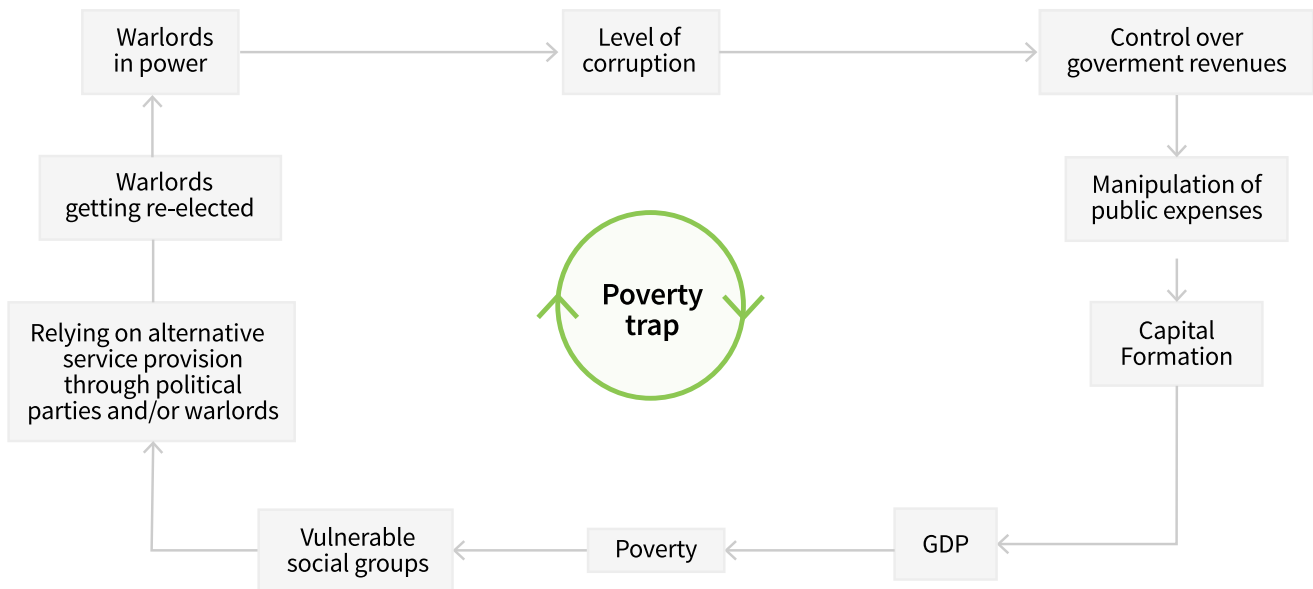 Warlords
in power
Level of
corruption
Control over
goverment revenues
Manipulation of
public expenses
Capital
Formation
GDP
Poverty
Vulnerable
social groups
Relying on alternative
service provision
through political
parties and/or warlords
Warlords
getting re-elected
Poverty
trap